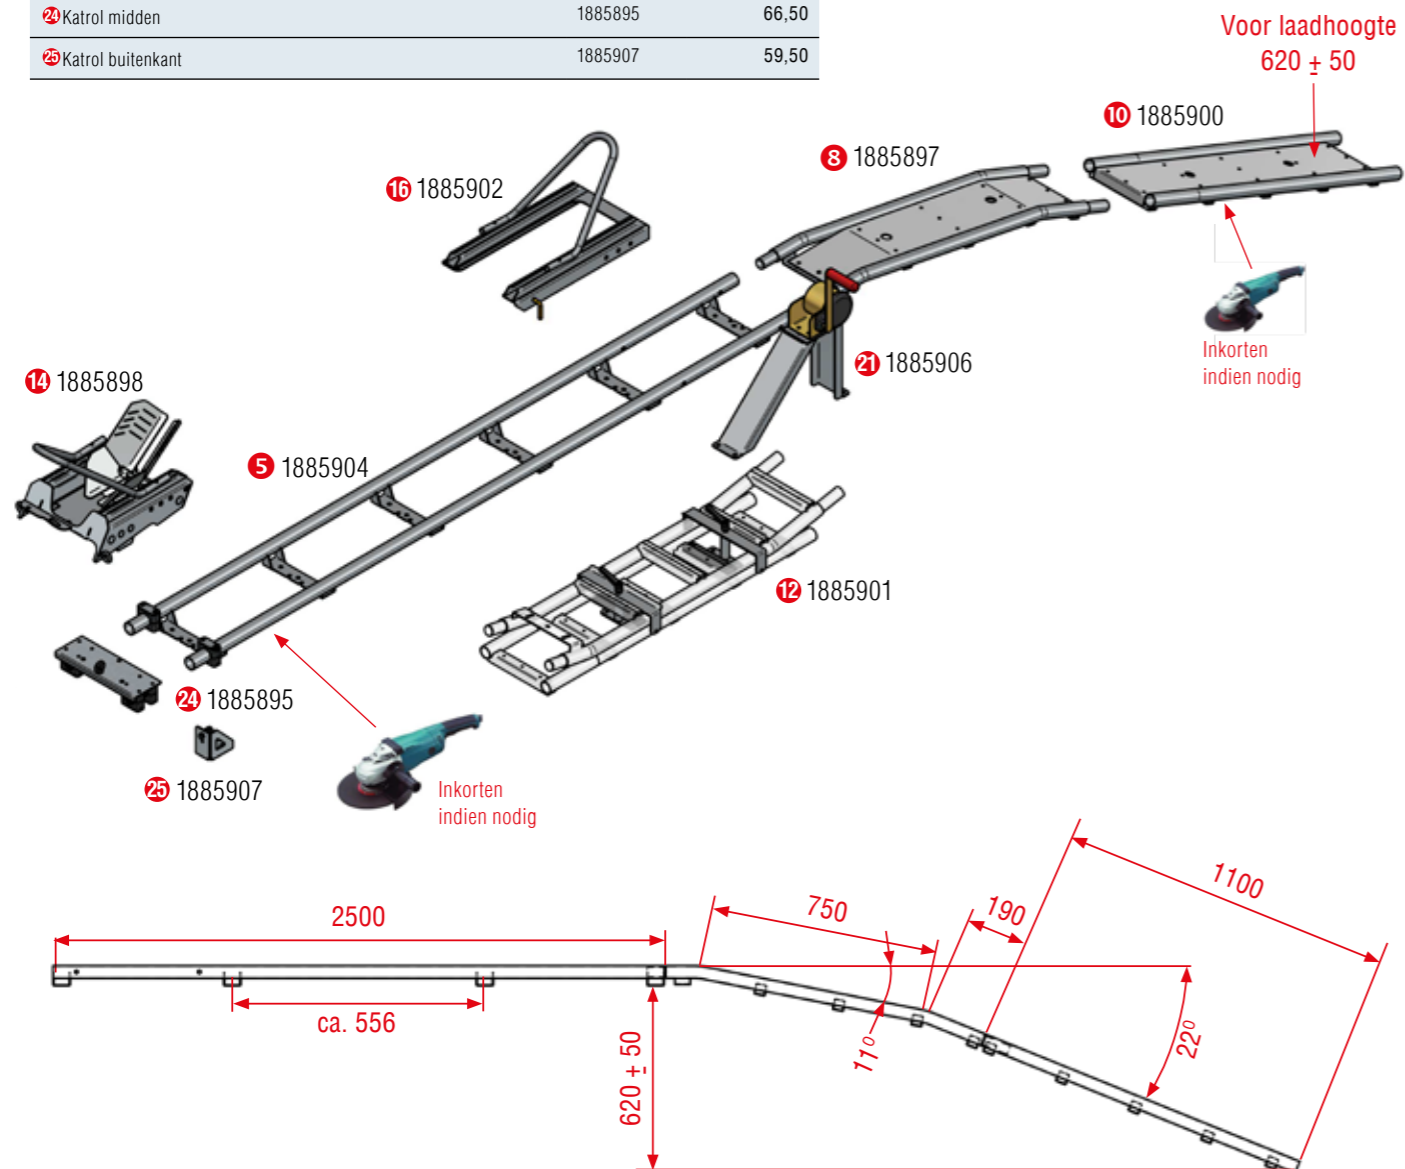 24 Katrol midden 1885895 66,50
25 Katrol buitenkant 1885907 59,50
Voor laadhoogte
620 ± 50
10 1885900
8 1885897
16 1885902
Inkorten
indien nodig
21 1885906
14 1885898
5 1885904
12 1885901
24 1885895
25 1885907
Inkorten
indien nodig
2500
750
190
1100
ca. 556
620 ± 50
11⁰
22⁰